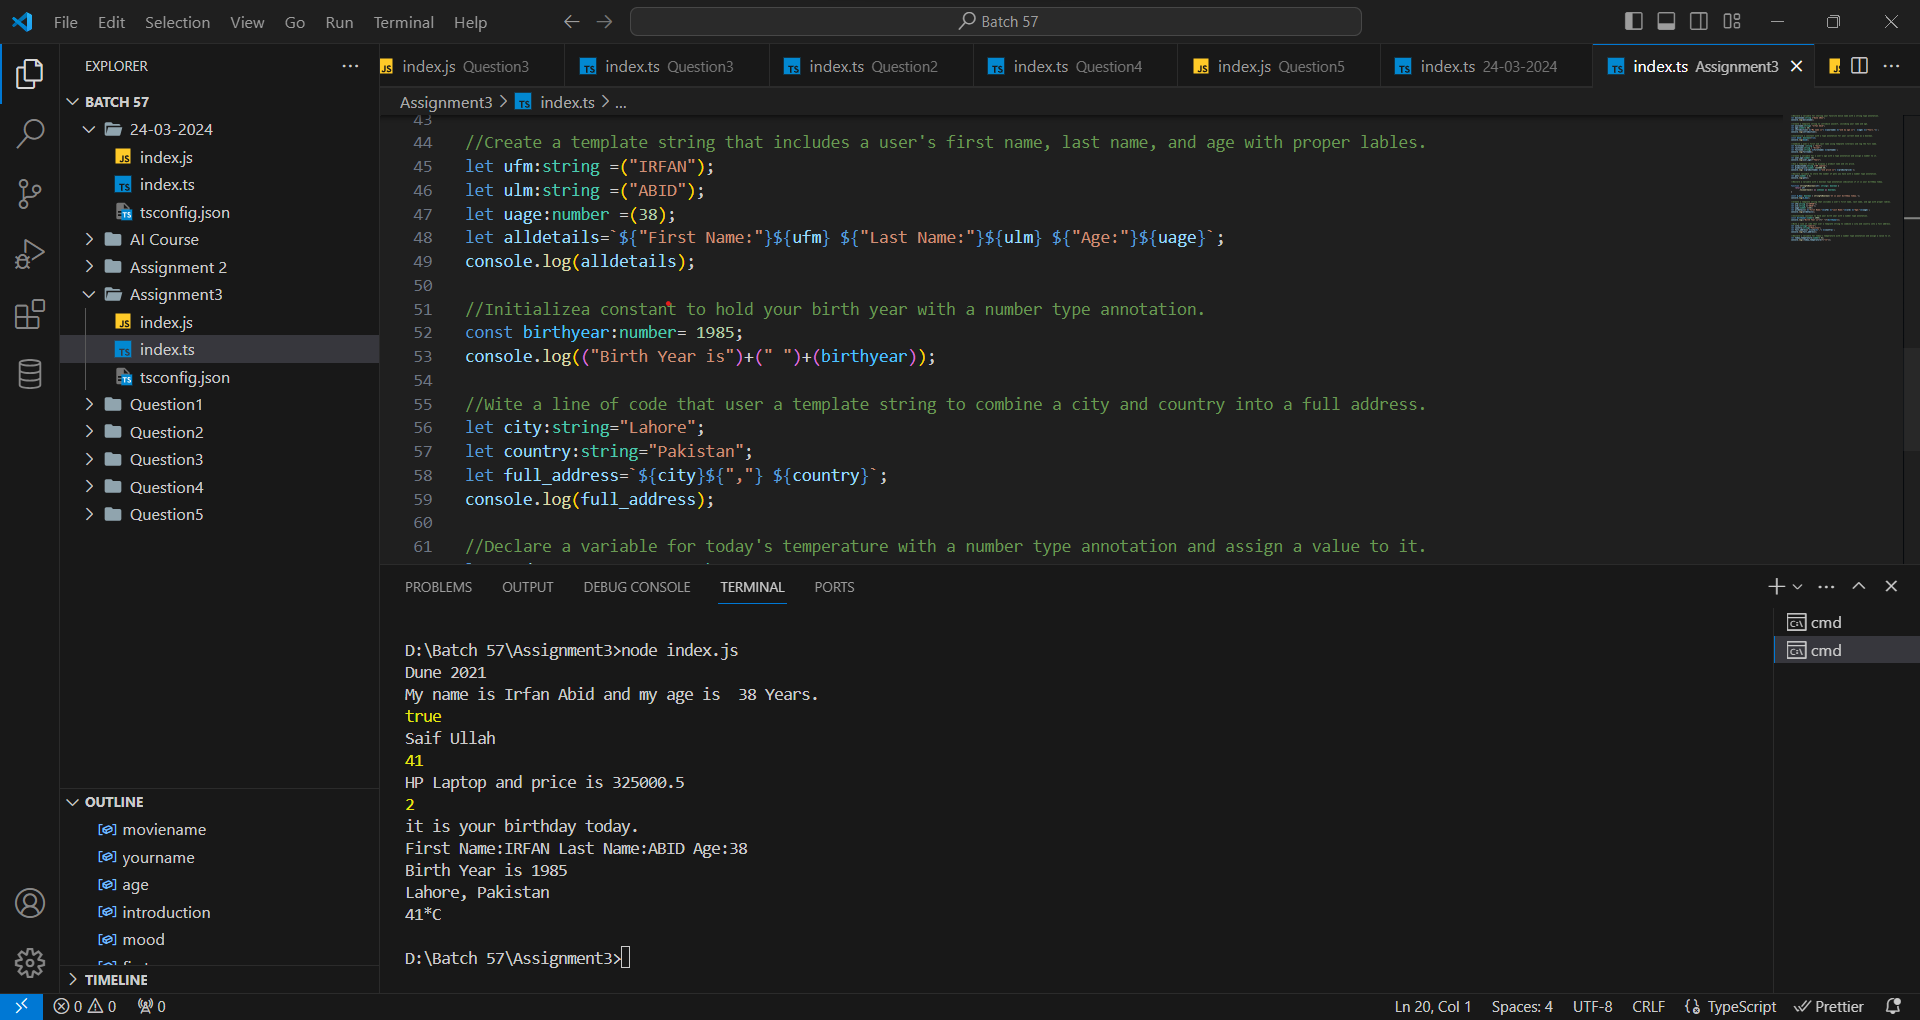 File Edit Selection View Go Run Terminal Help
Batch 57
EXPLORER
BATCH 57
24-03-2024
index.js
index.ts
tsconfig.json
AI Course
Assignment 2
Assignment3
index.js
index.ts
tsconfig.json
Question1
Question2
Question3
Question4
Question5
OUTLINE
moviename
yourname
age
introduction
mood
TIMELINE
index.js Question3
index.ts Question3
index.ts Question2
index.ts Question4
index.js Question5
index.ts 24-03-2024
index.ts Assignment3
Assignment3 > index.ts > ...
43
44 //Create a template string that includes a user's first name, last name, and age with proper lables.
45 let ufm:string =("IRFAN");
46 let ulm:string =("ABID");
47 let uage:number =(38);
48 let alldetails=`${"First Name:"}${ufm} ${"Last Name:"}${ulm} ${"Age:"}${uage}`;
49 console.log(alldetails);
50
51 //Initializea constant to hold your birth year with a number type annotation.
52 const birthyear:number= 1985;
53 console.log(("Birth Year is")+(" ")+(birthyear));
54
55 //Wite a line of code that user a template string to combine a city and country into a full address.
56 let city:string="Lahore";
57 let country:string="Pakistan";
58 let full_address=`${city}${","} ${country}`;
59 console.log(full_address);
60
61 //Declare a variable for today's temperature with a number type annotation and assign a value to it.
PROBLEMS OUTPUT DEBUG CONSOLE TERMINAL PORTS
cmd
cmd
D:\Batch 57\Assignment3>node index.js
Dune 2021
My name is Irfan Abid and my age is  38 Years.
true
Saif Ullah
41
HP Laptop and price is 325000.5
2
it is your birthday today.
First Name:IRFAN Last Name:ABID Age:38
Birth Year is 1985
Lahore, Pakistan
41*C
D:\Batch 57\Assignment3>
0 0 0
Ln 20, Col 1 Spaces: 4 UTF-8 CRLF {} TypeScript Prettier